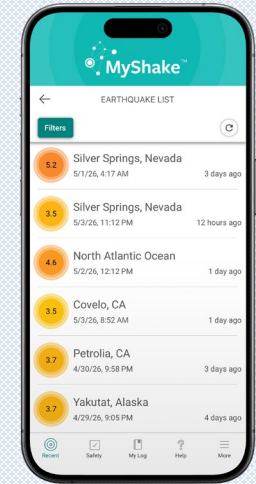 MyShake™
EARTHQUAKE LIST
Filters
5.2
Silver Springs, Nevada
5/1/26, 4:17 AM
3 days ago
3.5
Silver Springs, Nevada
5/3/26, 11:12 PM
12 hours ago
4.6
North Atlantic Ocean
5/2/26, 12:12 PM
1 day ago
3.5
Covelo, CA
5/3/26, 8:52 AM
1 day ago
3.7
Petrolia, CA
4/30/26, 9:58 PM
3 days ago
3.7
Yakutat, Alaska
4/29/26, 9:05 PM
4 days ago
Recent
Safety
My Log
?
Help
More